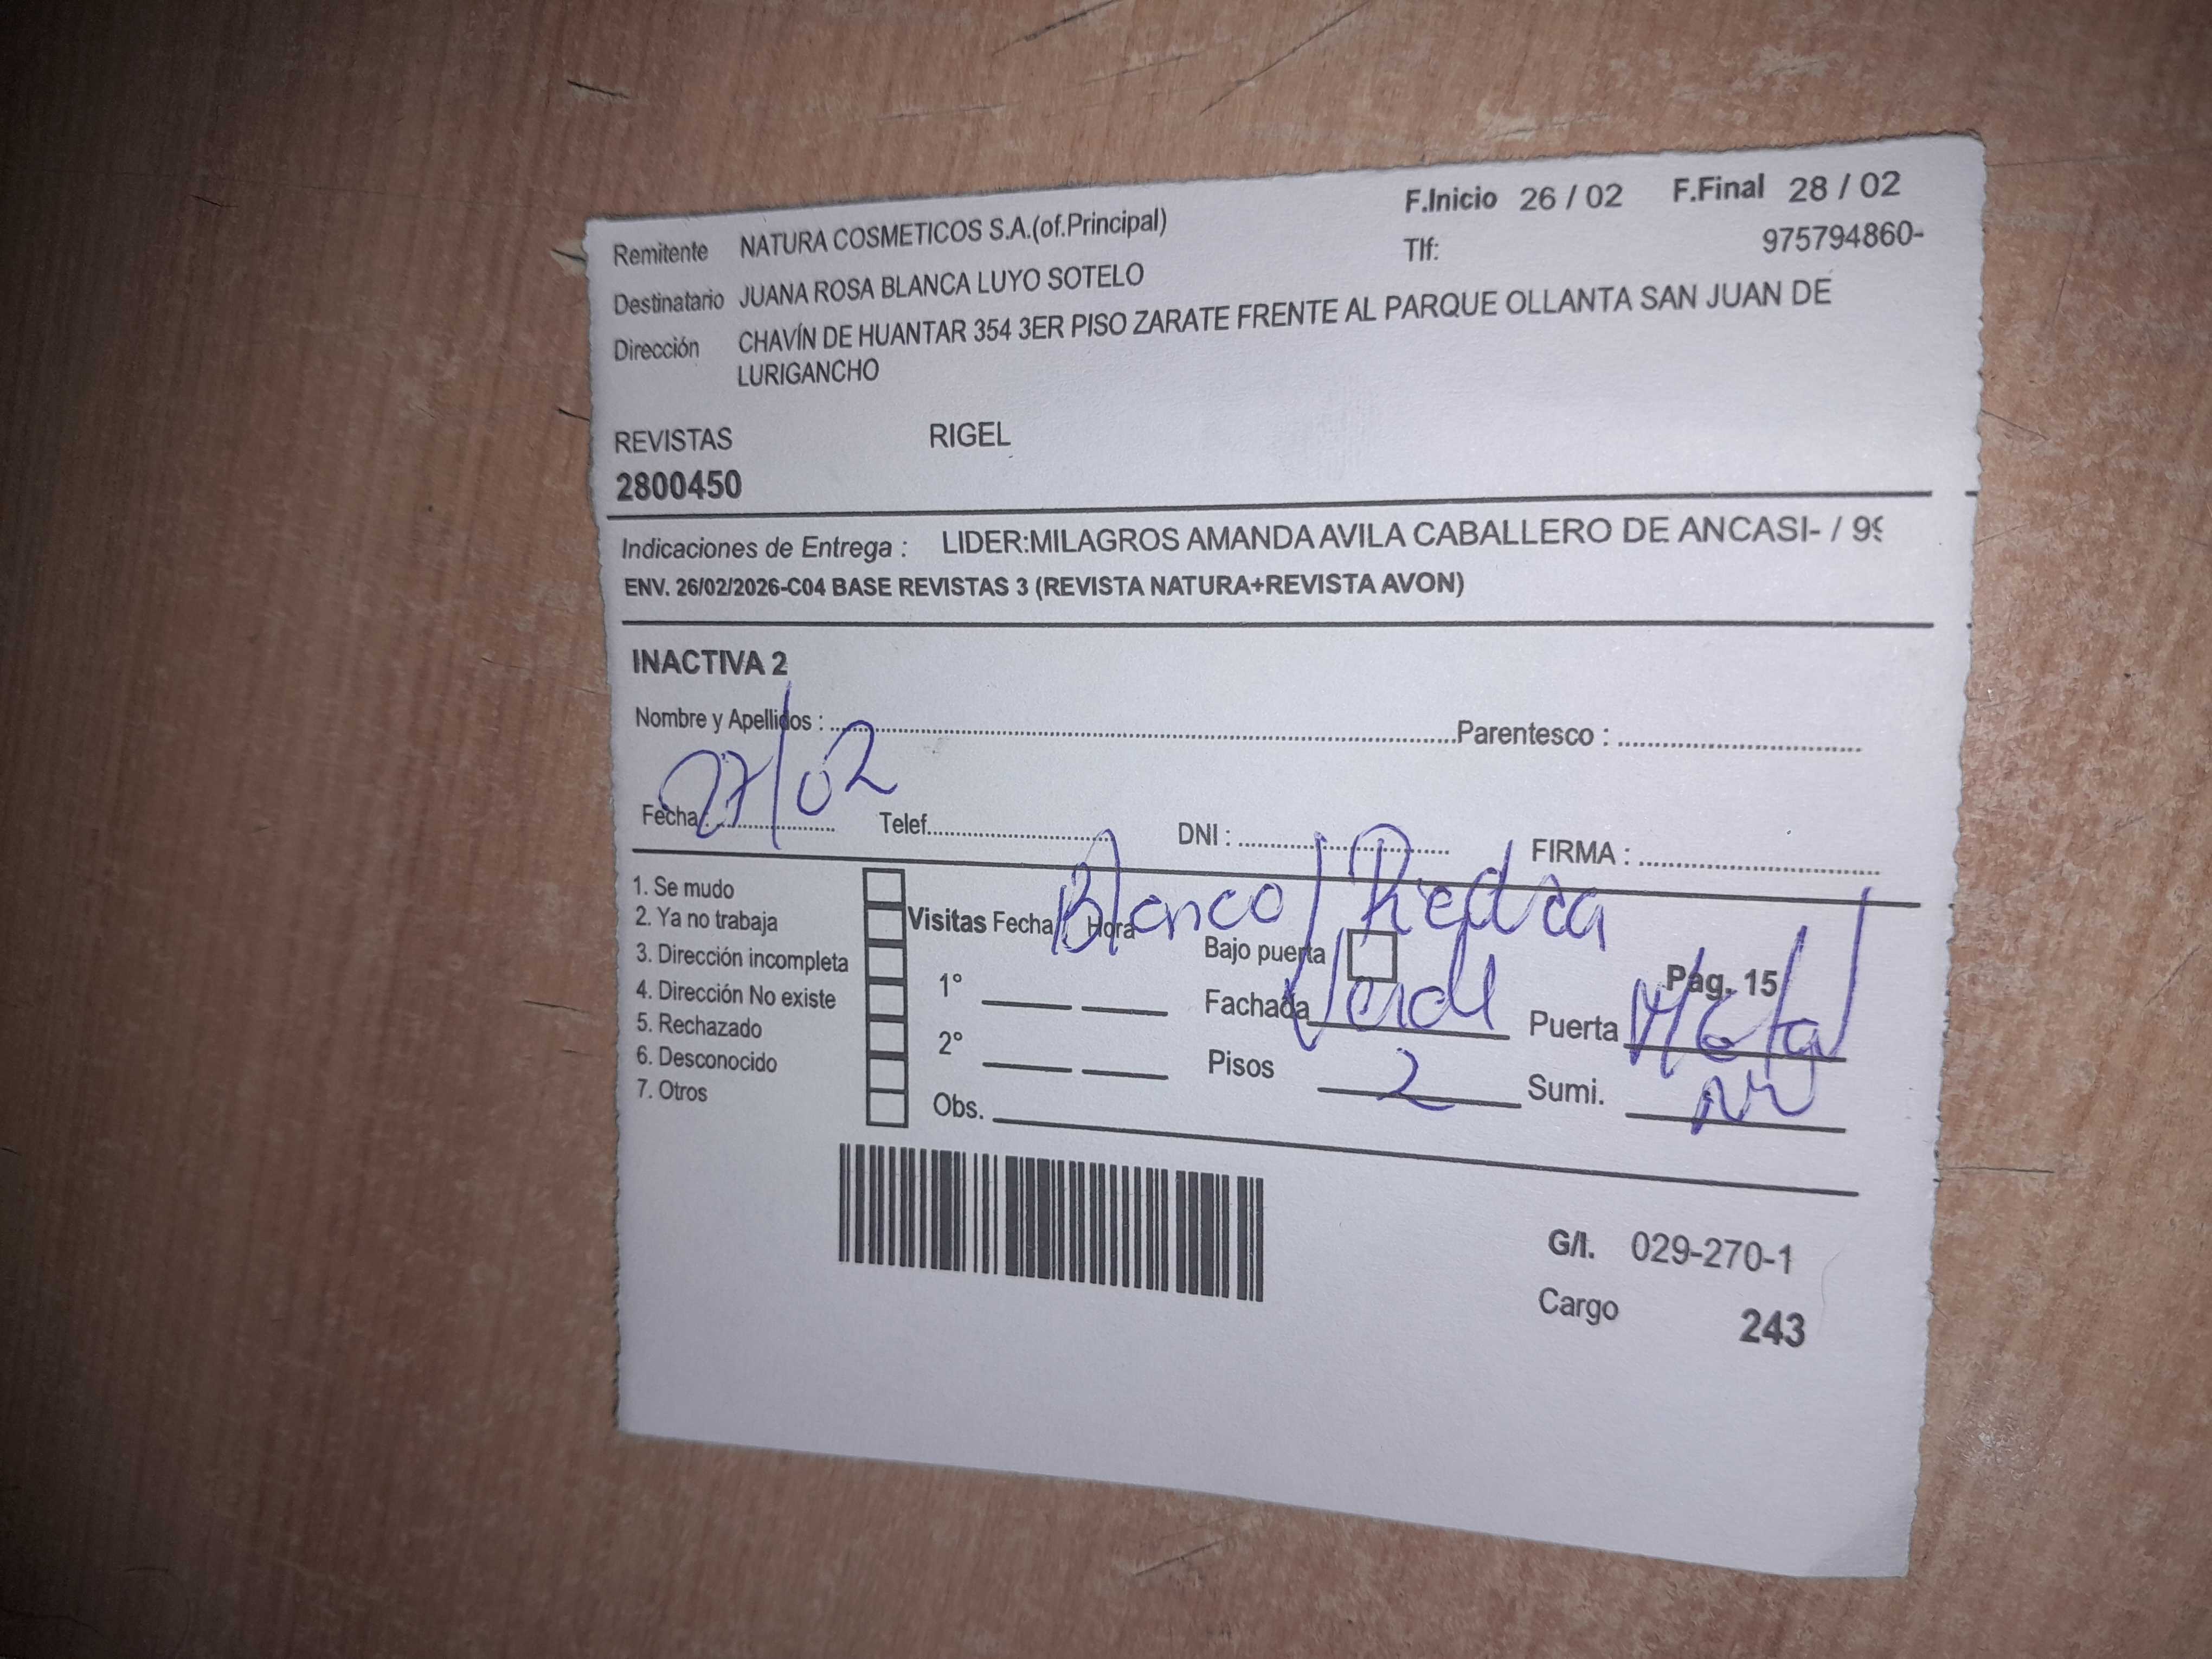 F.Inicio 26 / 02 F.Final 28 / 02
Remitente NATURA COSMETICOS S.A.(of.Principal) Tlf: 975794860-
Destinatario JUANA ROSA BLANCA LUYO SOTELO
Dirección CHAVÍN DE HUANTAR 354 3ER PISO ZARATE FRENTE AL PARQUE OLLANTA SAN JUAN DE
LURIGANCHO
REVISTAS RIGEL
2800450
Indicaciones de Entrega : LIDER:MILAGROS AMANDA AVILA CABALLERO DE ANCASI- / 99
ENV. 26/02/2026-C04 BASE REVISTAS 3 (REVISTA NATURA+REVISTA AVON)
INACTIVA 2
Nombre y Apellidos : Parentesco :
Fecha: 27/02 Telef. DNI : FIRMA :
1. Se mudo
2. Ya no trabaja
3. Dirección incompleta
4. Dirección No existe
5. Rechazado
6. Desconocido
7. Otros
Visitas Fecha Hora Blanco/Piedra
Bajo puerta Pág. 15
1° Fachada Verde Puerta Metal
2° Pisos 2 Sumi.
Obs.
G/I. 029-270-1
Cargo 243